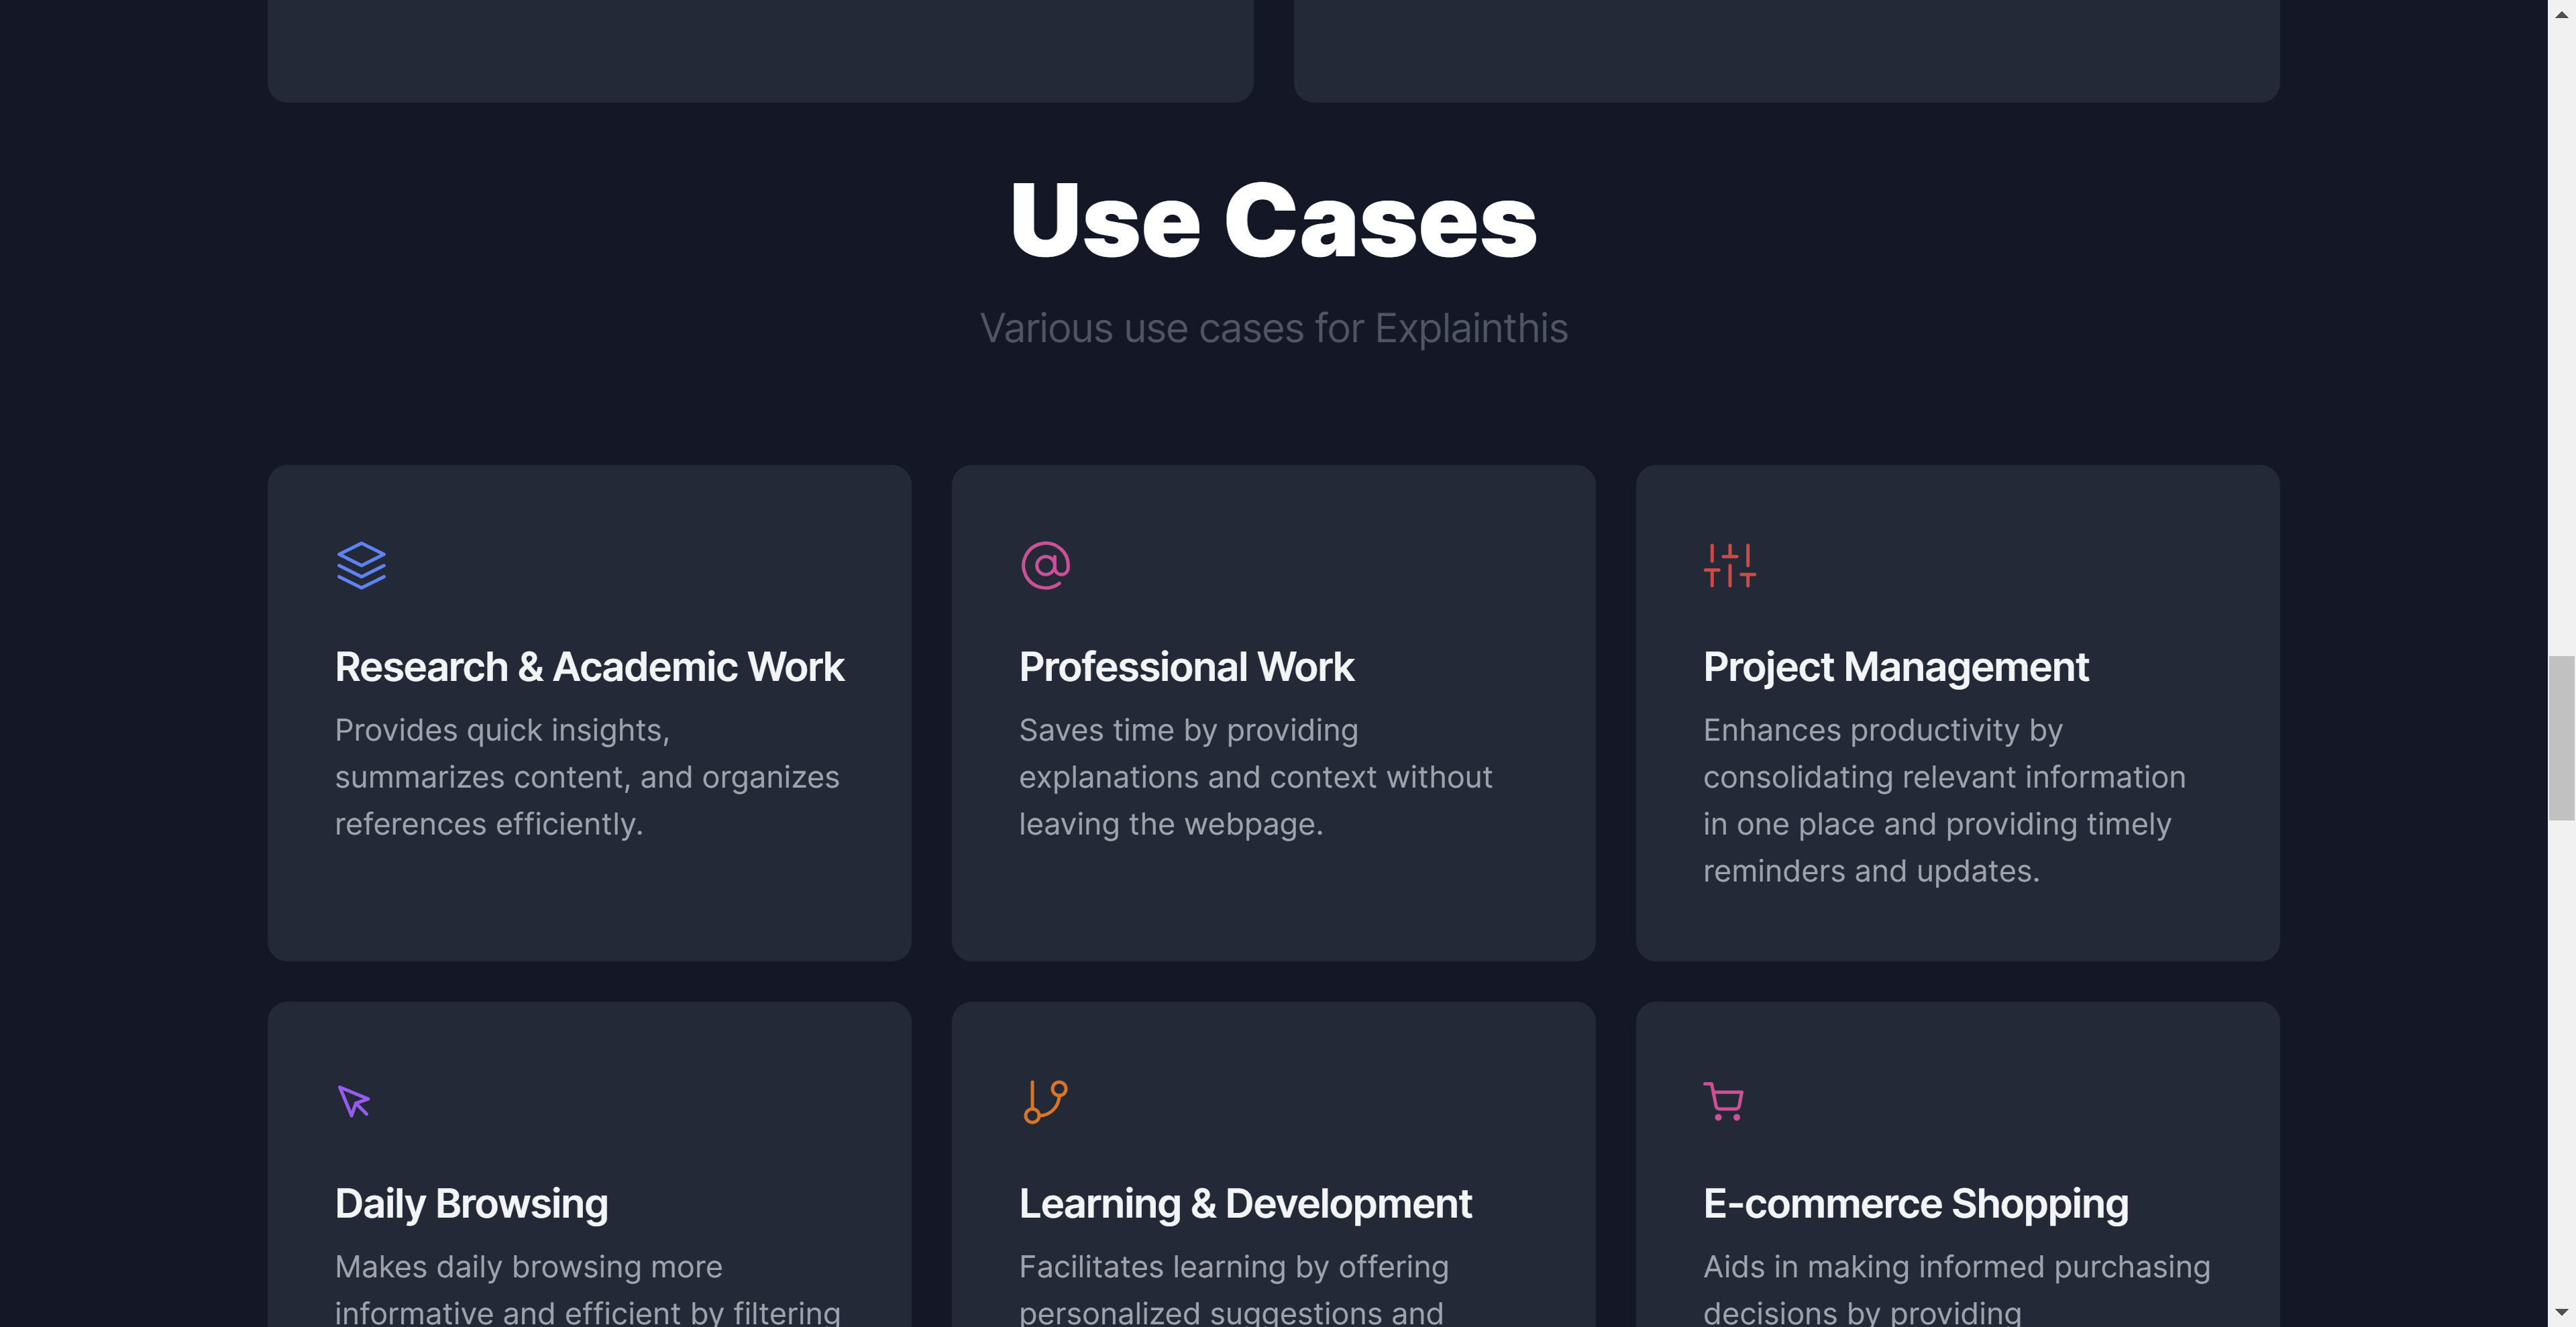 Use Cases
Various use cases for Explainthis
Research & Academic Work
Provides quick insights,
summarizes content, and organizes
references efficiently.
Professional Work
Saves time by providing
explanations and context without
leaving the webpage.
Project Management
Enhances productivity by
consolidating relevant information
in one place and providing timely
reminders and updates.
Daily Browsing
Makes daily browsing more
informative and efficient by filtering
Learning & Development
Facilitates learning by offering
personalized suggestions and
E-commerce Shopping
Aids in making informed purchasing
decisions by providing